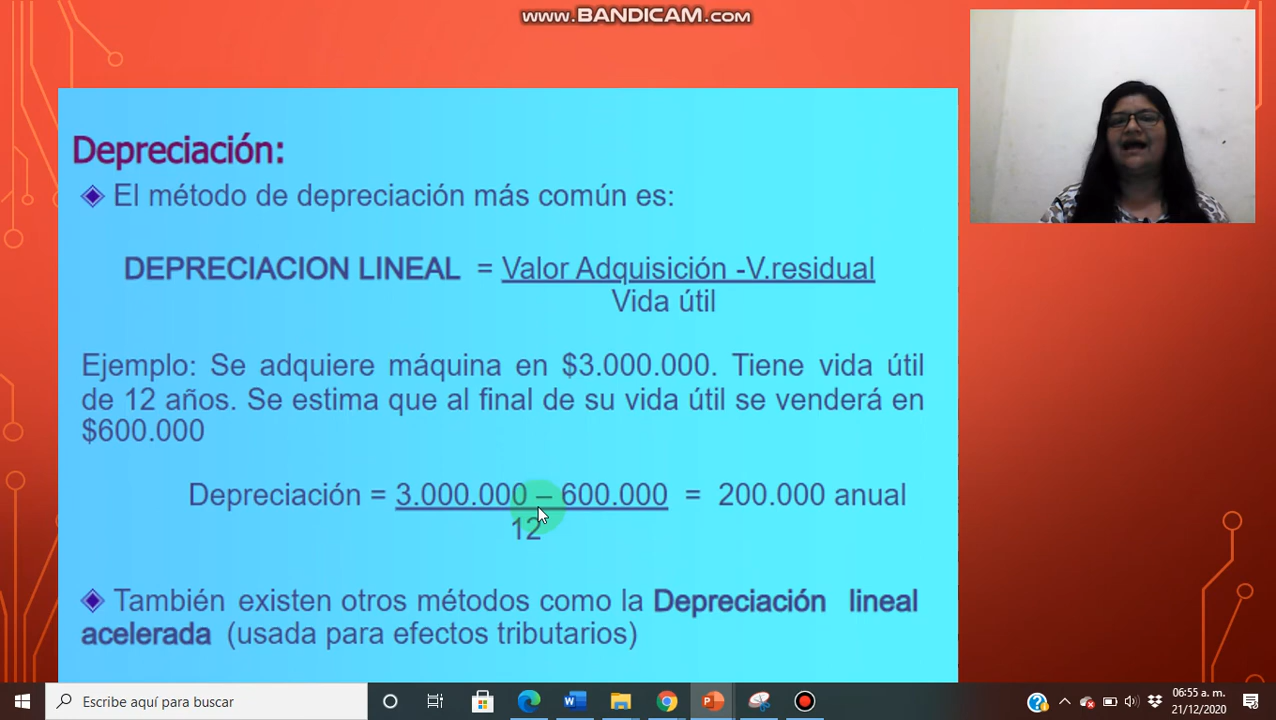 www.BANDICAM.com
Depreciación:
El método de depreciación más común es:
DEPRECIACION LINEAL = Valor Adquisición -V.residual
Vida útil
Ejemplo: Se adquiere máquina en $3.000.000. Tiene vida útil
de 12 años. Se estima que al final de su vida útil se venderá en
$600.000
Depreciación = 3.000.000 – 600.000 = 200.000 anual
12
También existen otros métodos como la Depreciación lineal
acelerada (usada para efectos tributarios)
Escribe aquí para buscar
06:55 a. m.
21/12/2020